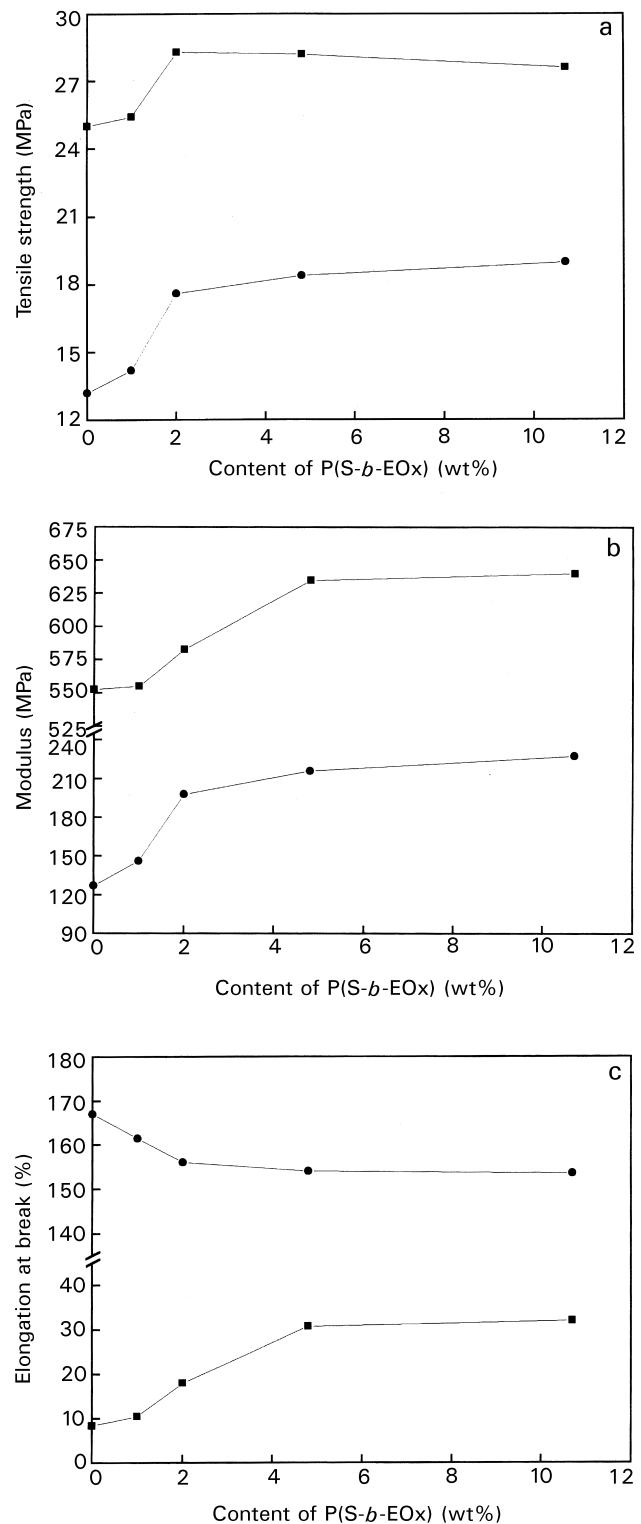 a
30
27
24
21
18
15
12
Tensile strength (MPa)
0 2 4 6 8 10 12
Content of P(S-b-EOx) (wt%)
b
675
650
625
600
575
550
525
240
210
180
150
120
90
Modulus (MPa)
0 2 4 6 8 10 12
Content of P(S-b-EOx) (wt%)
c
180
170
160
150
140
40
30
20
10
0
Elongation at break (%)
0 2 4 6 8 10 12
Content of P(S-b-EOx) (wt%)